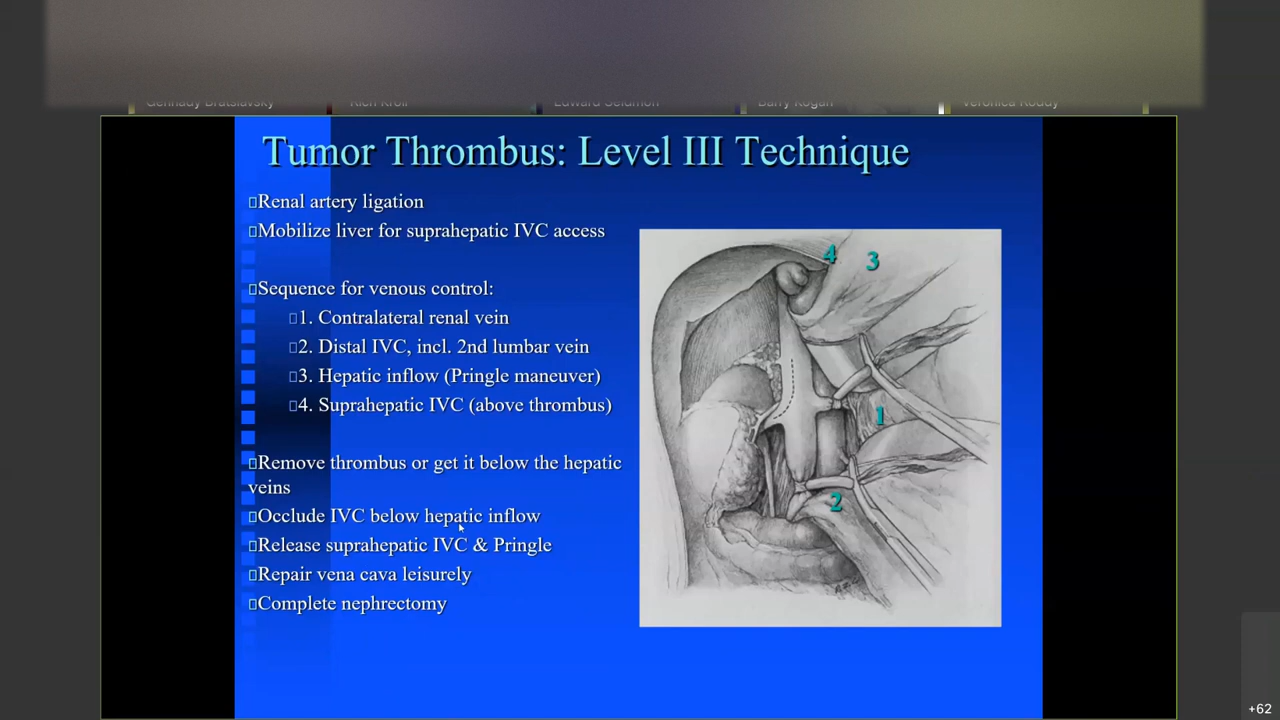 Tumor Thrombus: Level III Technique
Renal artery ligation
Mobilize liver for suprahepatic IVC access
Sequence for venous control:
1. Contralateral renal vein
2. Distal IVC, incl. 2nd lumbar vein
3. Hepatic inflow (Pringle maneuver)
4. Suprahepatic IVC (above thrombus)
Remove thrombus or get it below the hepatic
veins
Occlude IVC below hepatic inflow
Release suprahepatic IVC & Pringle
Repair vena cava leisurely
Complete nephrectomy
4
3
1
2
+62